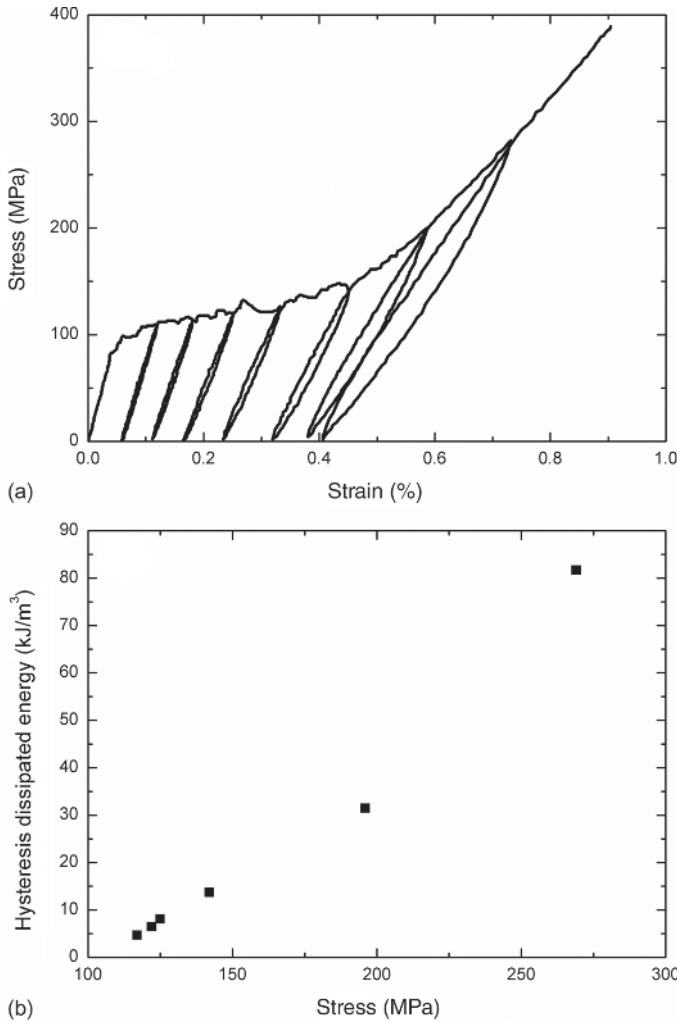 400
300
200
100
0
Stress (MPa)
0.0 0.2 0.4 0.6 0.8 1.0
(a) Strain (%)
90
80
70
60
50
40
30
20
10
0
Hysteresis dissipated energy (kJ/m³)
100 150 200 250 300
(b) Stress (MPa)